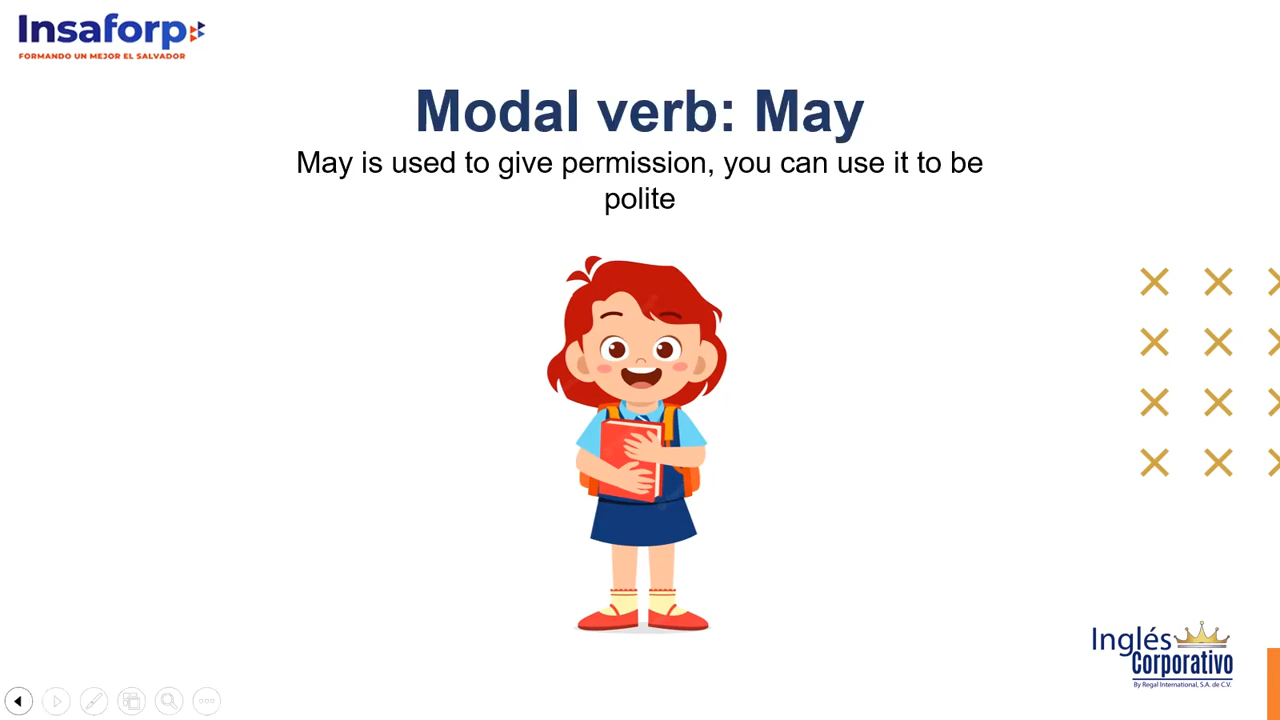 Insaforp
FORMANDO UN MEJOR EL SALVADOR
Modal verb: May
May is used to give permission, you can use it to be
polite
Inglés
Corporativo
By Regal International, S.A. de C.V.